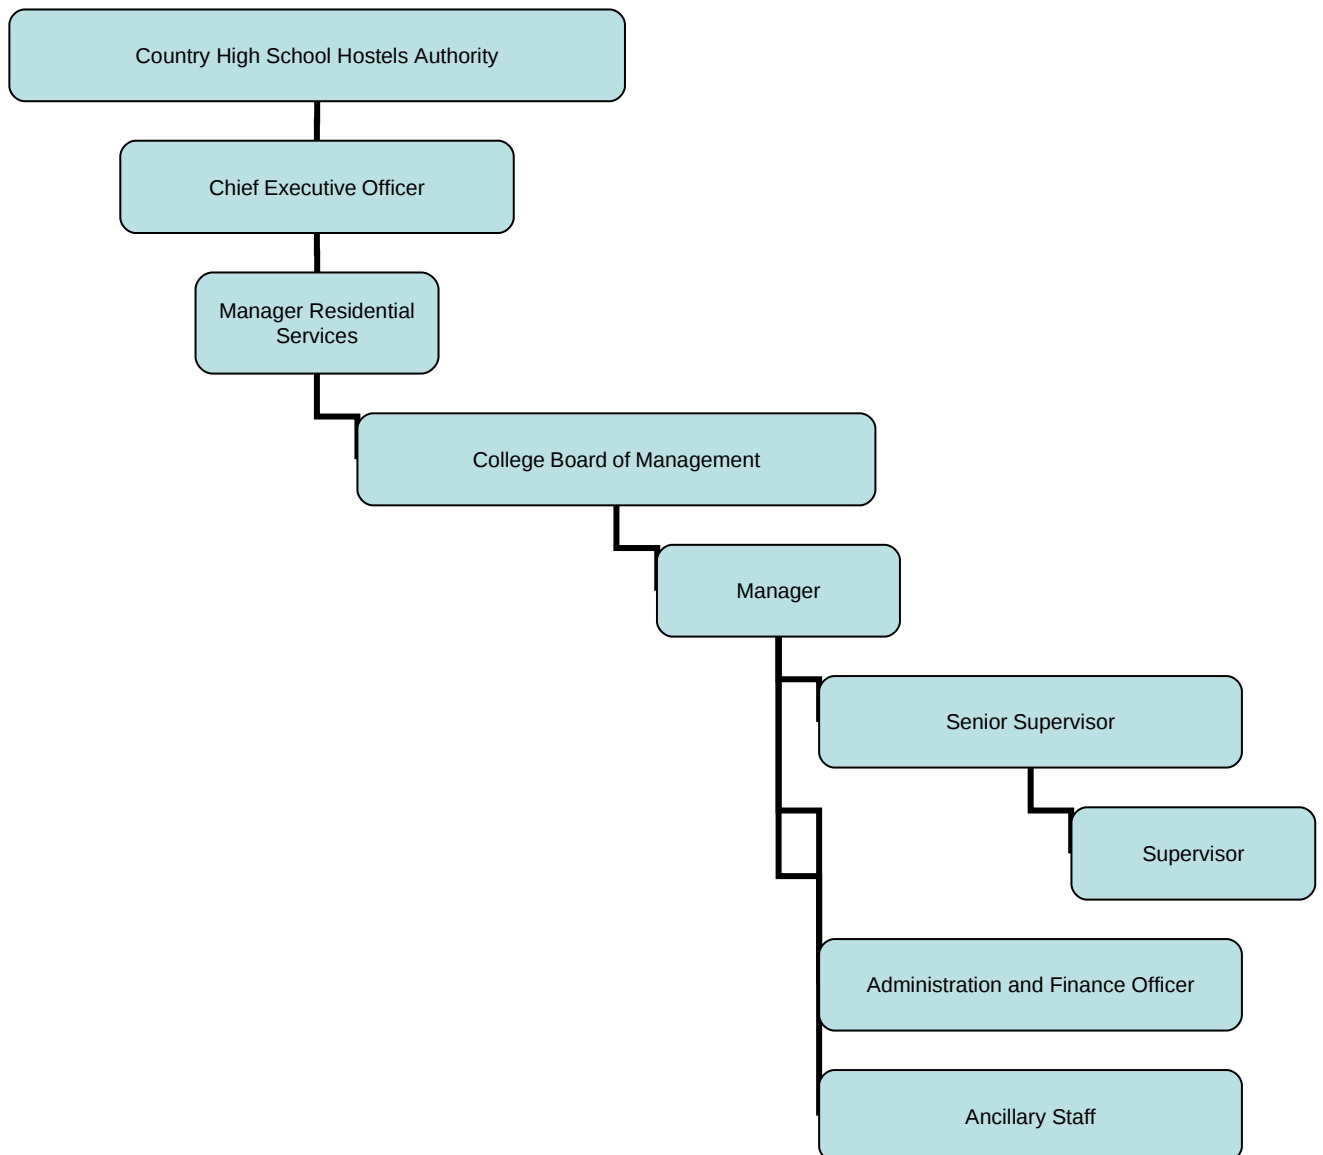 Country High School Hostels Authority
Chief Executive Officer
Manager Residential
Services
College Board of Management
Manager
Senior Supervisor
Supervisor
Administration and Finance Officer
Ancillary Staff